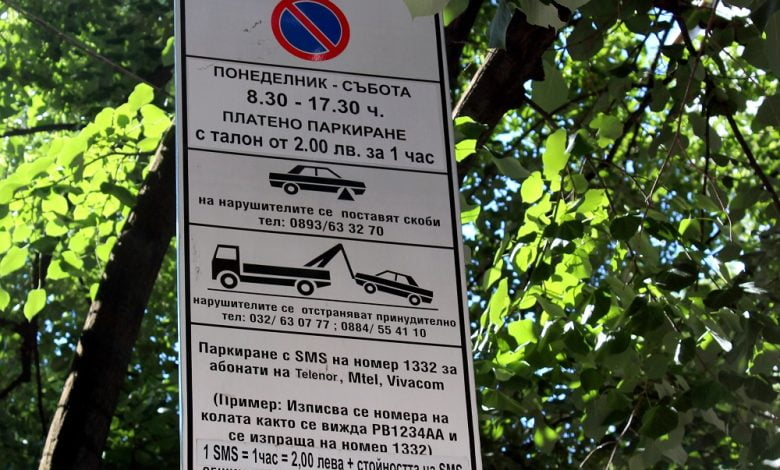 ПОНЕДЕЛНИК - СЪБОТА
8.30 - 17.30 ч.
ПЛАТЕНО ПАРКИРАНЕ
с талон от 2.00 лв. за 1 час
на нарушителите се поставят скоби
тел: 0893/63 32 70
нарушителите се отстраняват принудително
тел: 032/ 63 07 77 ; 0884/ 55 41 10
Паркиране с SMS на номер 1332 за
абонати на Telenor, Mtel, Vivacom
(Пример: Изписва се номера на
колата както се вижда РВ1234АА и
се изпраща на номер 1332)
1 SMS = 1час = 2,00 лева + стойността на SMS